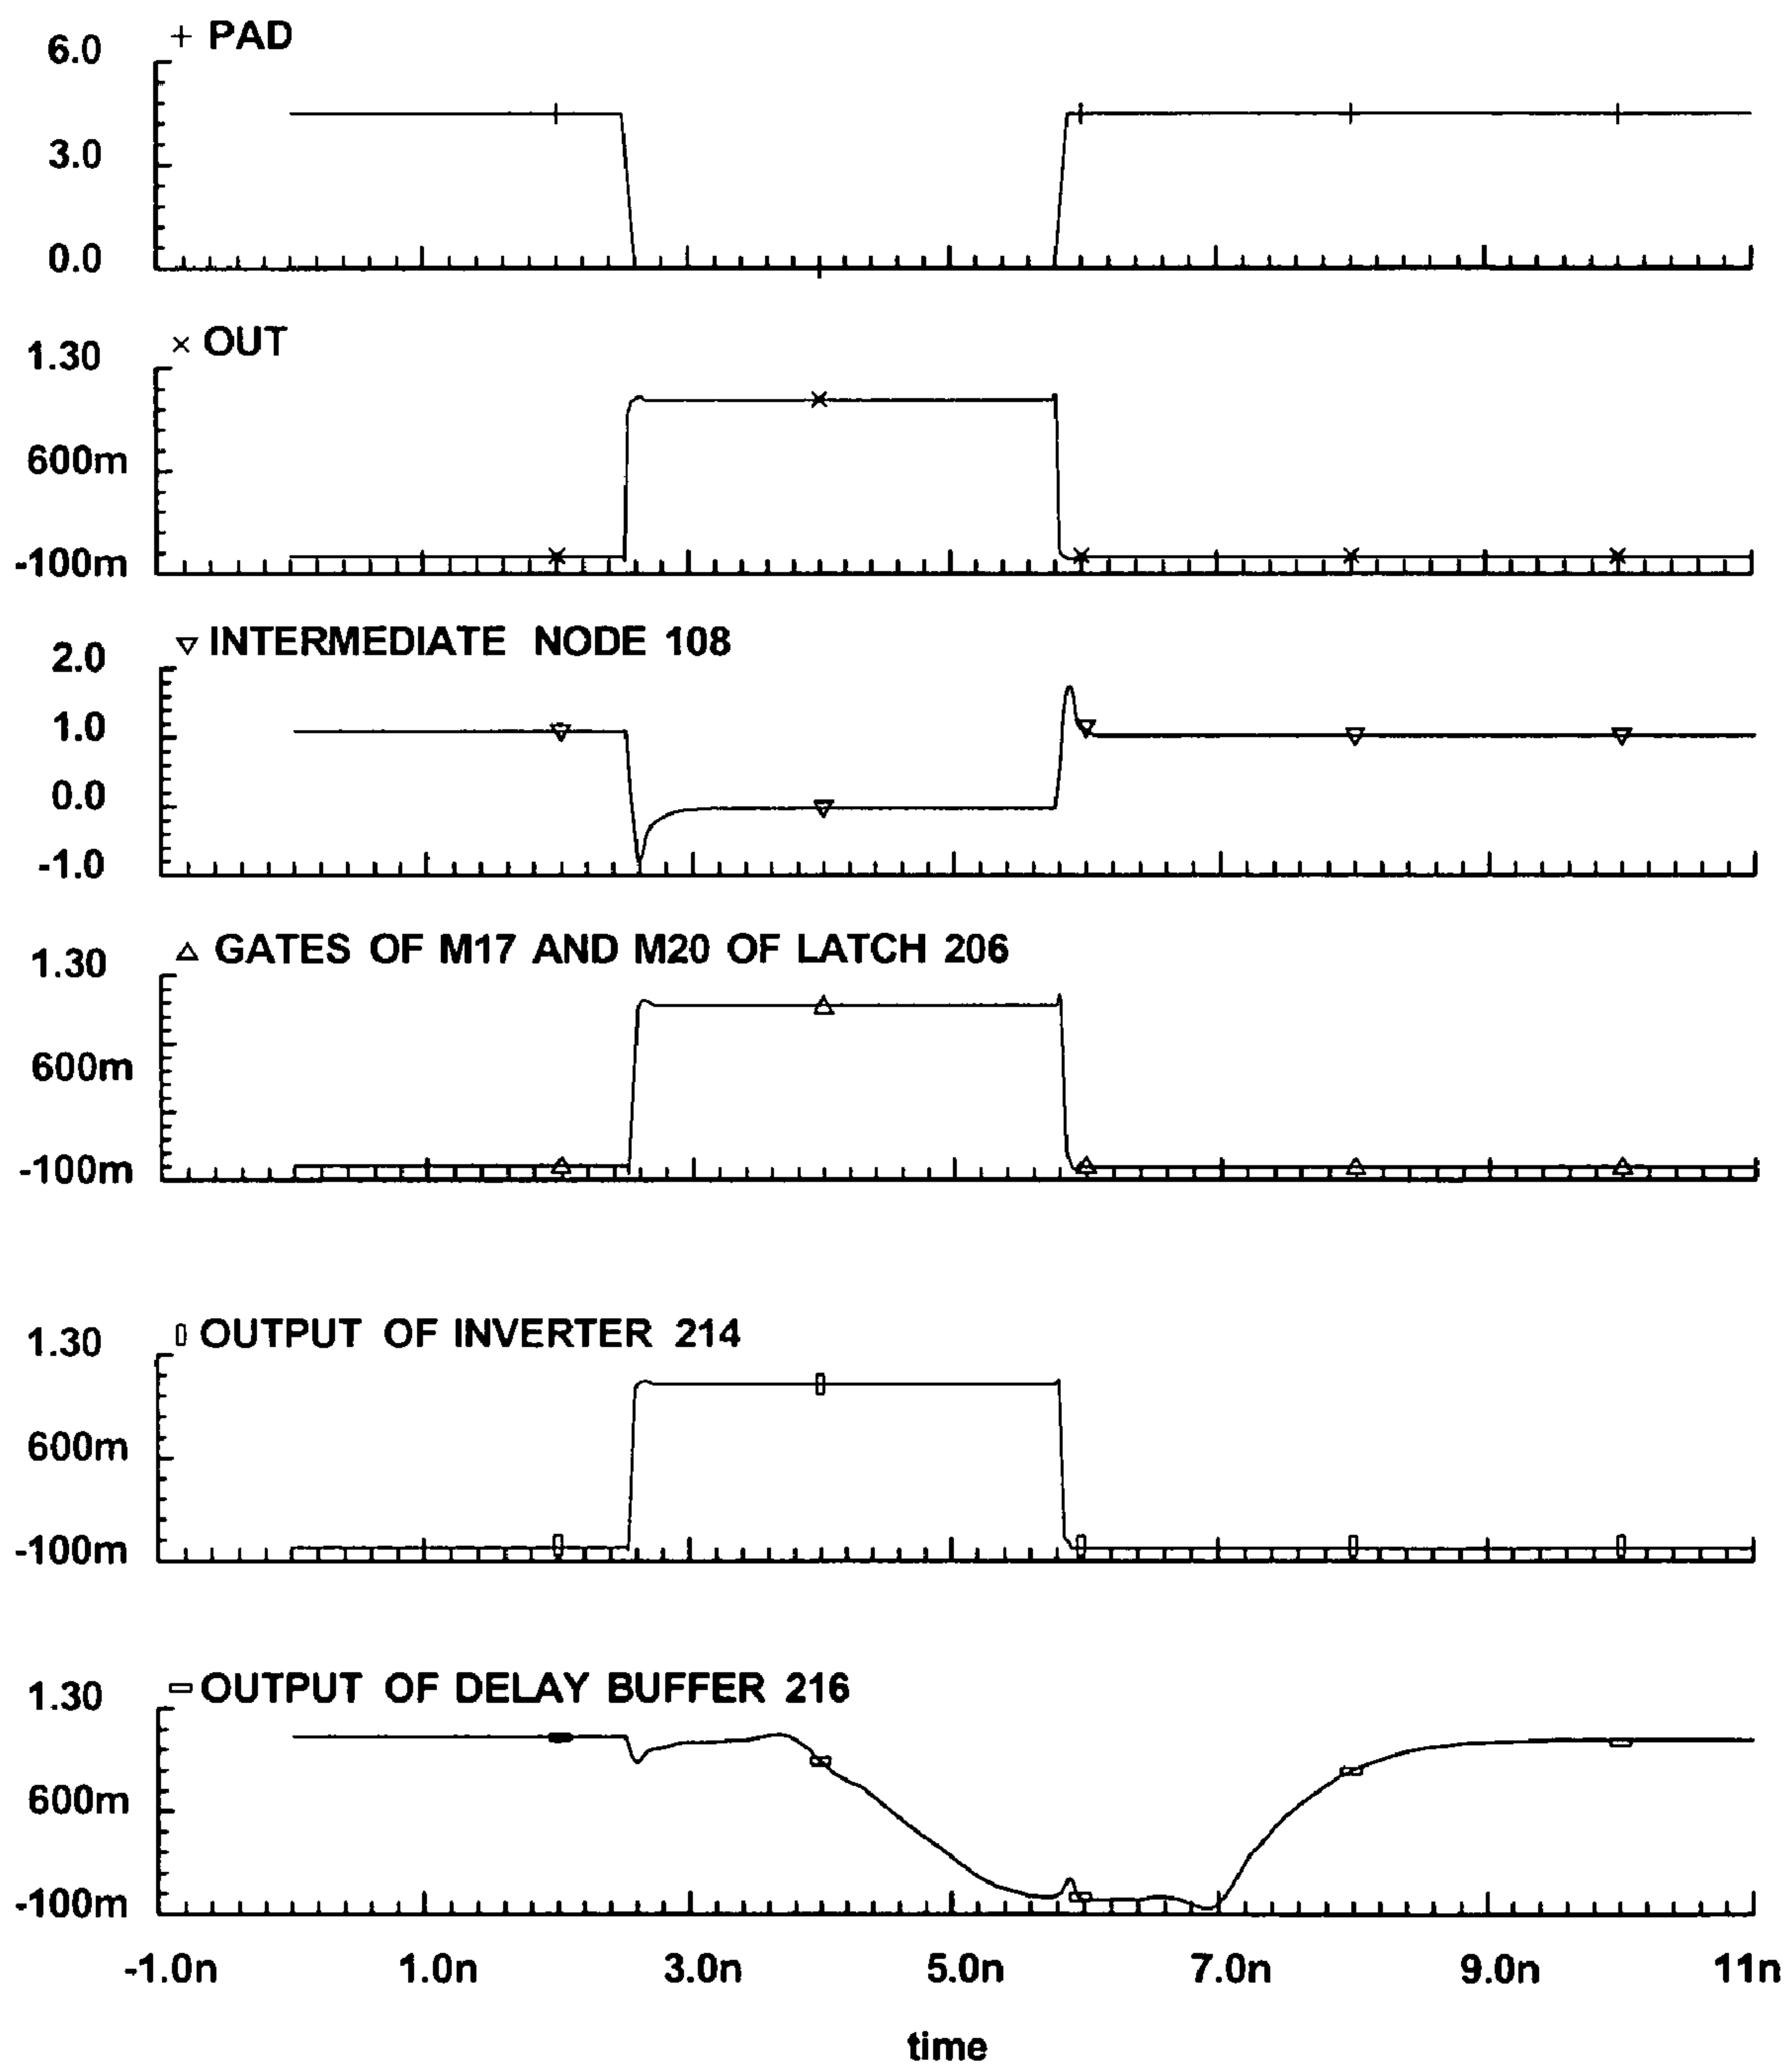 + PAD
6.0
3.0
0.0
× OUT
1.30
600m
-100m
▽ INTERMEDIATE NODE 108
2.0
1.0
0.0
-1.0
△ GATES OF M17 AND M20 OF LATCH 206
1.30
600m
-100m
▯ OUTPUT OF INVERTER 214
1.30
600m
-100m
▭ OUTPUT OF DELAY BUFFER 216
1.30
600m
-100m
-1.0n 1.0n 3.0n 5.0n 7.0n 9.0n 11n
time